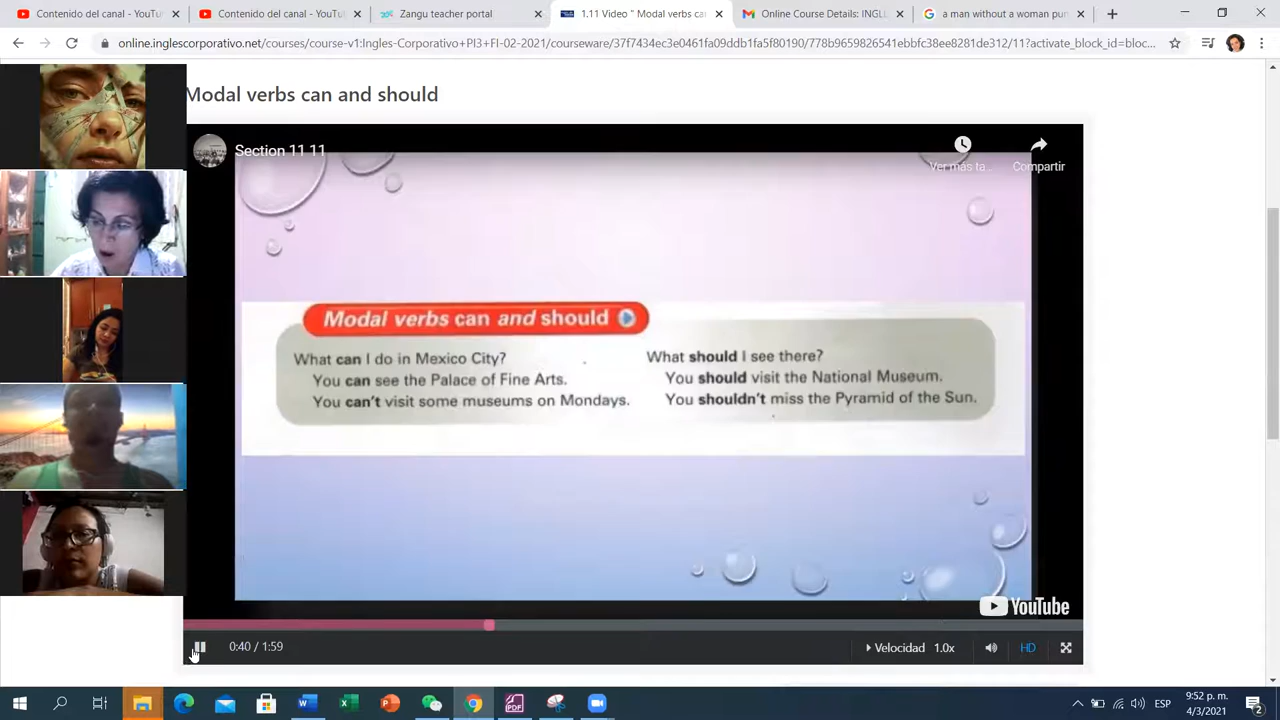 Contenido del canal - YouTu
Contenido del canal - YouTu
Zangu teacher portal
1.11 Video " Modal verbs ca
Online Course Details: INGL
a man without a woman pun
online.inglescorporativo.net/courses/course-v1:Ingles-Corporativo+PI3+FI-02-2021/courseware/37f7434ec3e0461fa09ddb1fa5f80190/7778b9599826541ebbfc38ee8281de312/11?activate_block_id=bloc...
Modal verbs can and should
Section 11 11
Ver más ta...
Compartir
Modal verbs can and should
What can I do in Mexico City?
You can see the Palace of Fine Arts.
You can't visit some museums on Mondays.
What should I see there?
You should visit the National Museum.
You shouldn't miss the Pyramid of the Sun.
YouTube
0:40 / 1:59
Velocidad 1.0x
HD
ESP
9:52 p. m.
4/3/2021
2